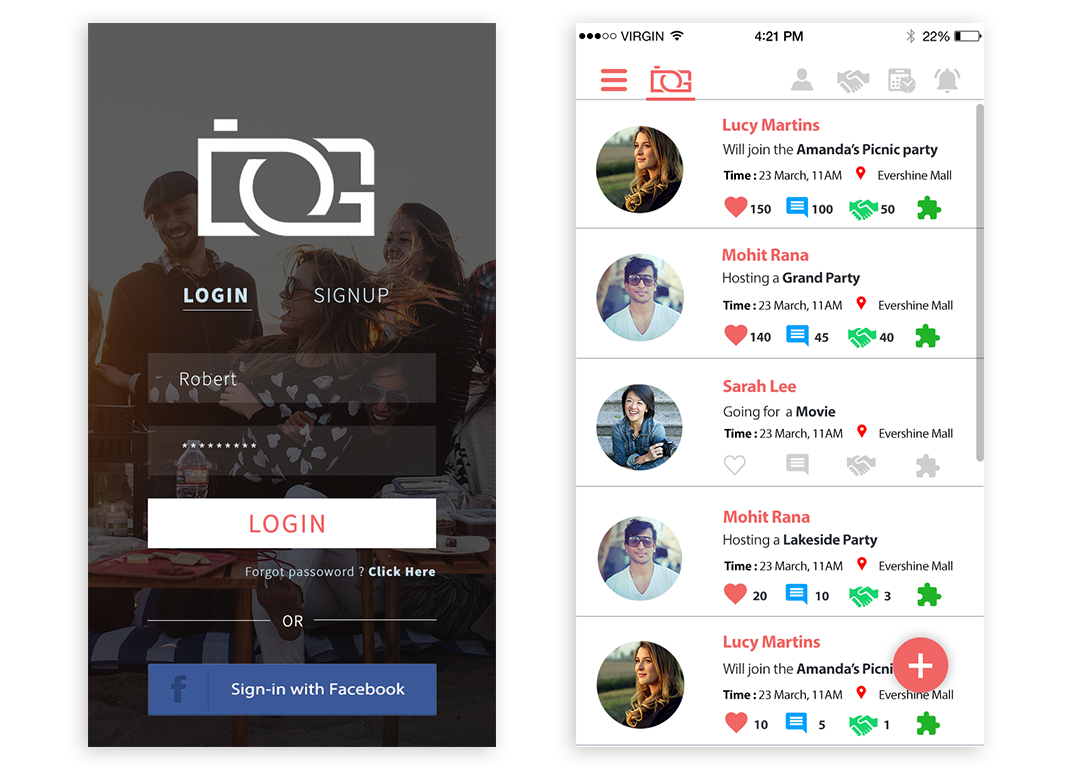 LOGIN SIGNUP
Robert
*********
LOGIN
Forgot passoword ? Click Here
OR
f Sign-in with Facebook
VIRGIN 4:21 PM 22%
Lucy Martins
Will join the Amanda's Picnic party
Time : 23 March, 11AM Evershine Mall
150 100 50
Mohit Rana
Hosting a Grand Party
Time : 23 March, 11AM Evershine Mall
140 45 40
Sarah Lee
Going for a Movie
Time : 23 March, 11AM Evershine Mall
Mohit Rana
Hosting a Lakeside Party
Time : 23 March, 11AM Evershine Mall
20 10 3
Lucy Martins
Will join the Amanda's Picni
Time : 23 March, 11AM Evershine Mall
10 5 1